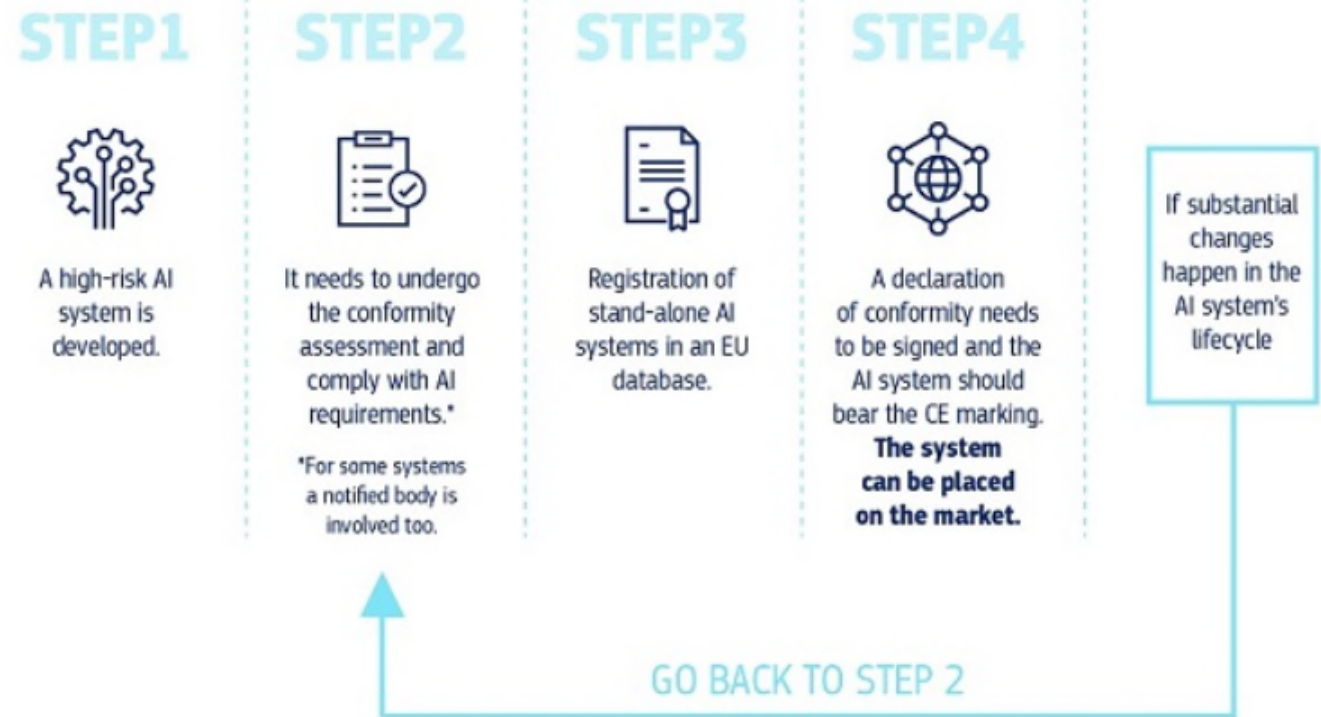 STEP1
A high-risk AI
system is
developed.
STEP2
It needs to undergo
the conformity
assessment and
comply with AI
requirements.*
*For some systems
a notified body is
involved too.
STEP3
Registration of
stand-alone AI
systems in an EU
database.
STEP4
A declaration
of conformity needs
to be signed and the
AI system should
bear the CE marking.
The system
can be placed
on the market.
If substantial
changes
happen in the
AI system's
lifecycle
GO BACK TO STEP 2